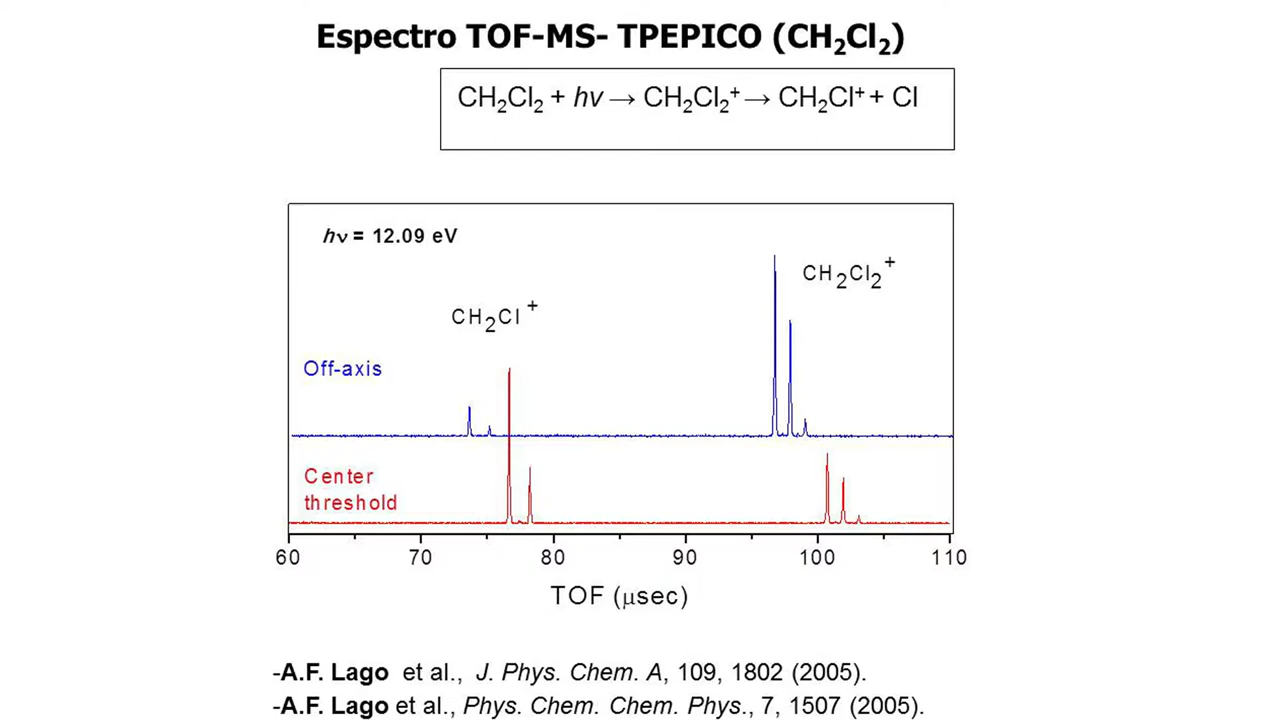 Espectro TOF-MS- TPEPICO (CH₂Cl₂)
CH₂Cl₂ + hν → CH₂Cl₂⁺ → CH₂Cl⁺ + Cl
hν = 12.09 eV
CH₂Cl₂⁺
CH₂Cl⁺
Off-axis
Center
threshold
60 70 80 90 100 110
TOF (μsec)
-A.F. Lago et al., J. Phys. Chem. A, 109, 1802 (2005).
-A.F. Lago et al., Phys. Chem. Chem. Phys., 7, 1507 (2005).